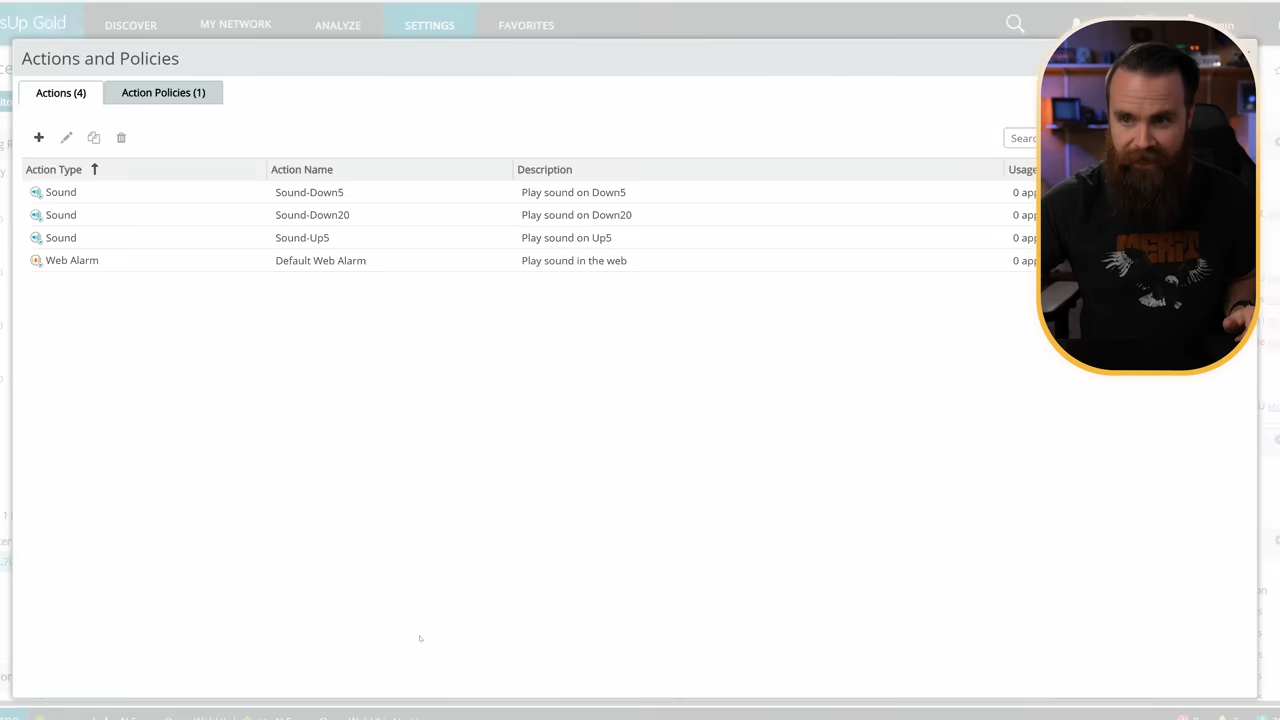 sUp Gold
DISCOVER
MY NETWORK
ANALYZE
SETTINGS
FAVORITES
Actions and Policies
Actions (4)
Action Policies (1)
Sear
Action Type
Action Name
Description
Usage
Sound
Sound-Down5
Play sound on Down5
0 app
Sound
Sound-Down20
Play sound on Down20
0 app
Sound
Sound-Up5
Play sound on Up5
0 app
Web Alarm
Default Web Alarm
Play sound in the web
0 app
MERIT